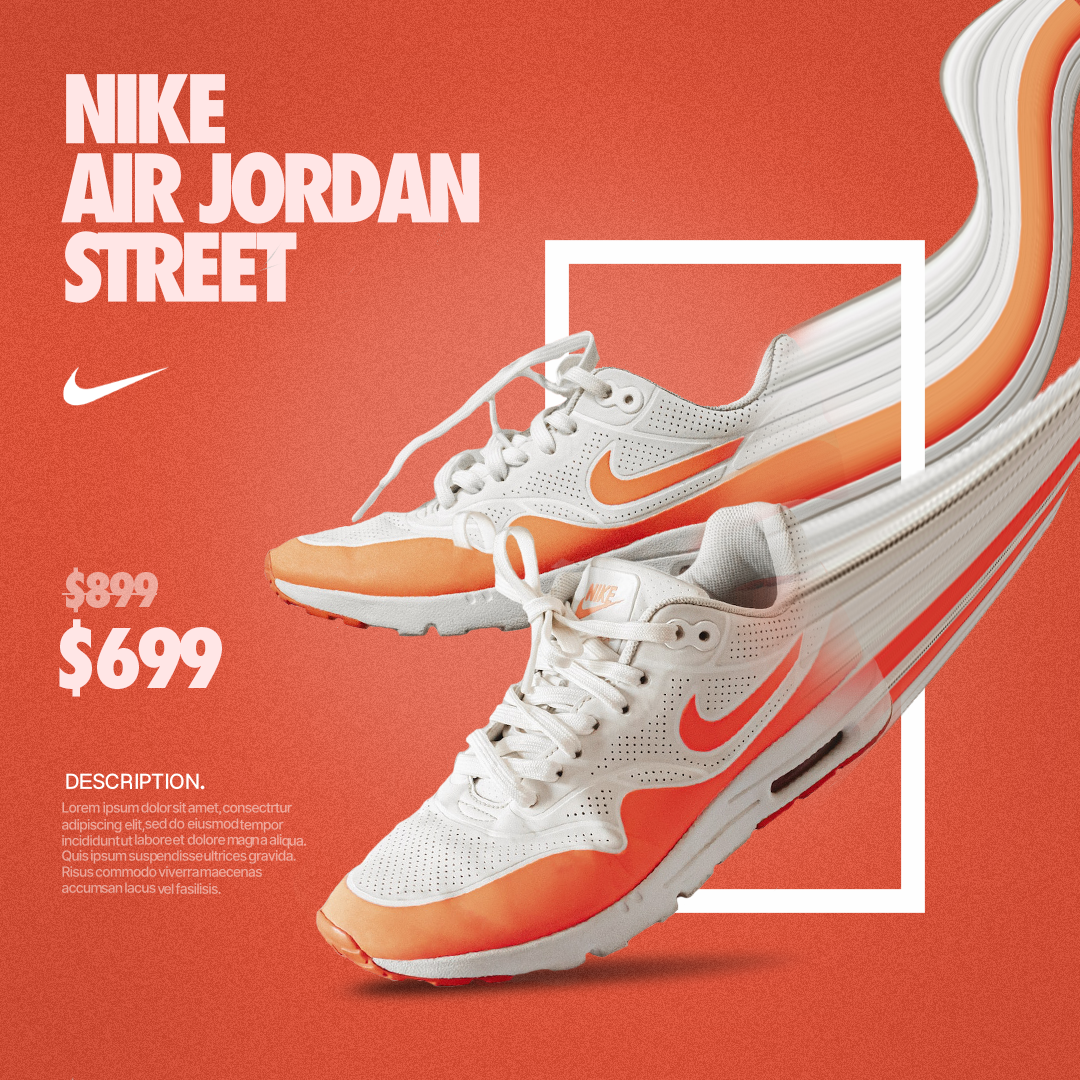 NIKE
AIR JORDAN
STREET
$899
$699
NIKE
DESCRIPTION.
Lorem ipsum dolor sit amet, consectrtur
adipiscing elit, sed do eiusmod tempor
incididunt ut labore et dolore magna aliqua.
Quis ipsum suspendisse ultrices gravida.
Risus commodo viverra maecenas
accumsan lacus vel fasilisis.